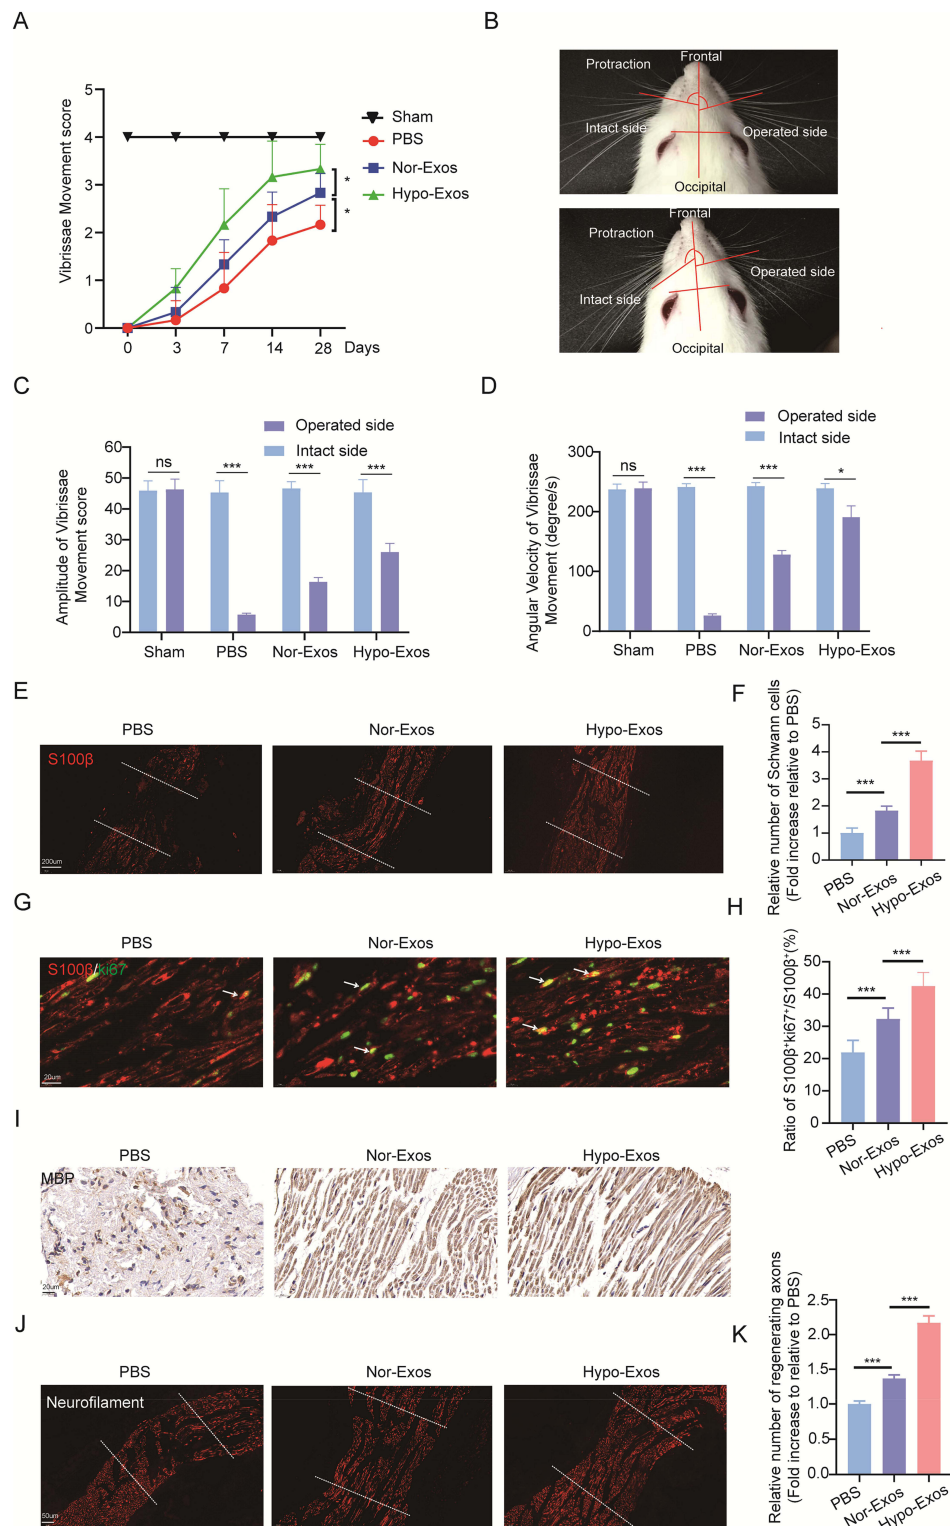 A
Vibrissae Movement score
5
4
3
2
1
0
0 3 7 14 28 Days
Sham
PBS
Nor-Exos
Hypo-Exos
*
*
B
Frontal
Protraction
Intact side
Operated side
Occipital
Frontal
Protraction
Operated side
Intact side
Occipital
C
Operated side
Intact side
Amplitude of Vibrissae
Movement score
60
50
40
30
20
10
0
ns
***
***
***
Sham PBS Nor-Exos Hypo-Exos
D
Operated side
Intact side
Angular Velocity of Vibrissae
Movement (degree/s)
300
200
100
0
ns
***
***
*
Sham PBS Nor-Exos Hypo-Exos
E
PBS Nor-Exos Hypo-Exos
S100β
200um
F
Relative number of Schwann cells
(Fold increase relative to PBS)
5
4
3
2
1
0
***
***
PBS
Nor-Exos
Hypo-Exos
G
PBS Nor-Exos Hypo-Exos
S100β/ki67
20um
H
Ratio of S100β⁺ki67⁺/S100β⁺(%)
50
40
30
20
10
0
***
***
PBS
Nor-Exos
Hypo-Exos
I
PBS Nor-Exos Hypo-Exos
MBP
20um
J
PBS Nor-Exos Hypo-Exos
Neurofilament
50um
K
Relative number of regenerating axons
(Fold increase to relative to PBS)
2.5
2.0
1.5
1.0
0.5
0.0
***
***
PBS
Nor-Exos
Hypo-Exos